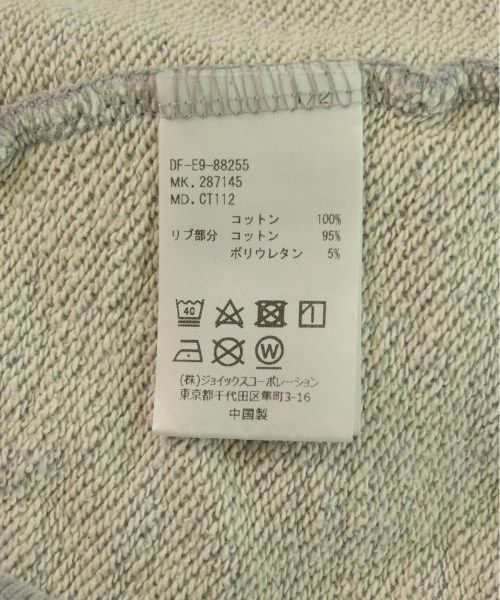 DF-E9-88255
MK. 287145
MD. CT112
コットン 100%
リブ部分 コットン 95%
ポリウレタン 5%
40
W
(株)ジョイックスコーポレーション
東京都千代田区隼町3-16
中国製